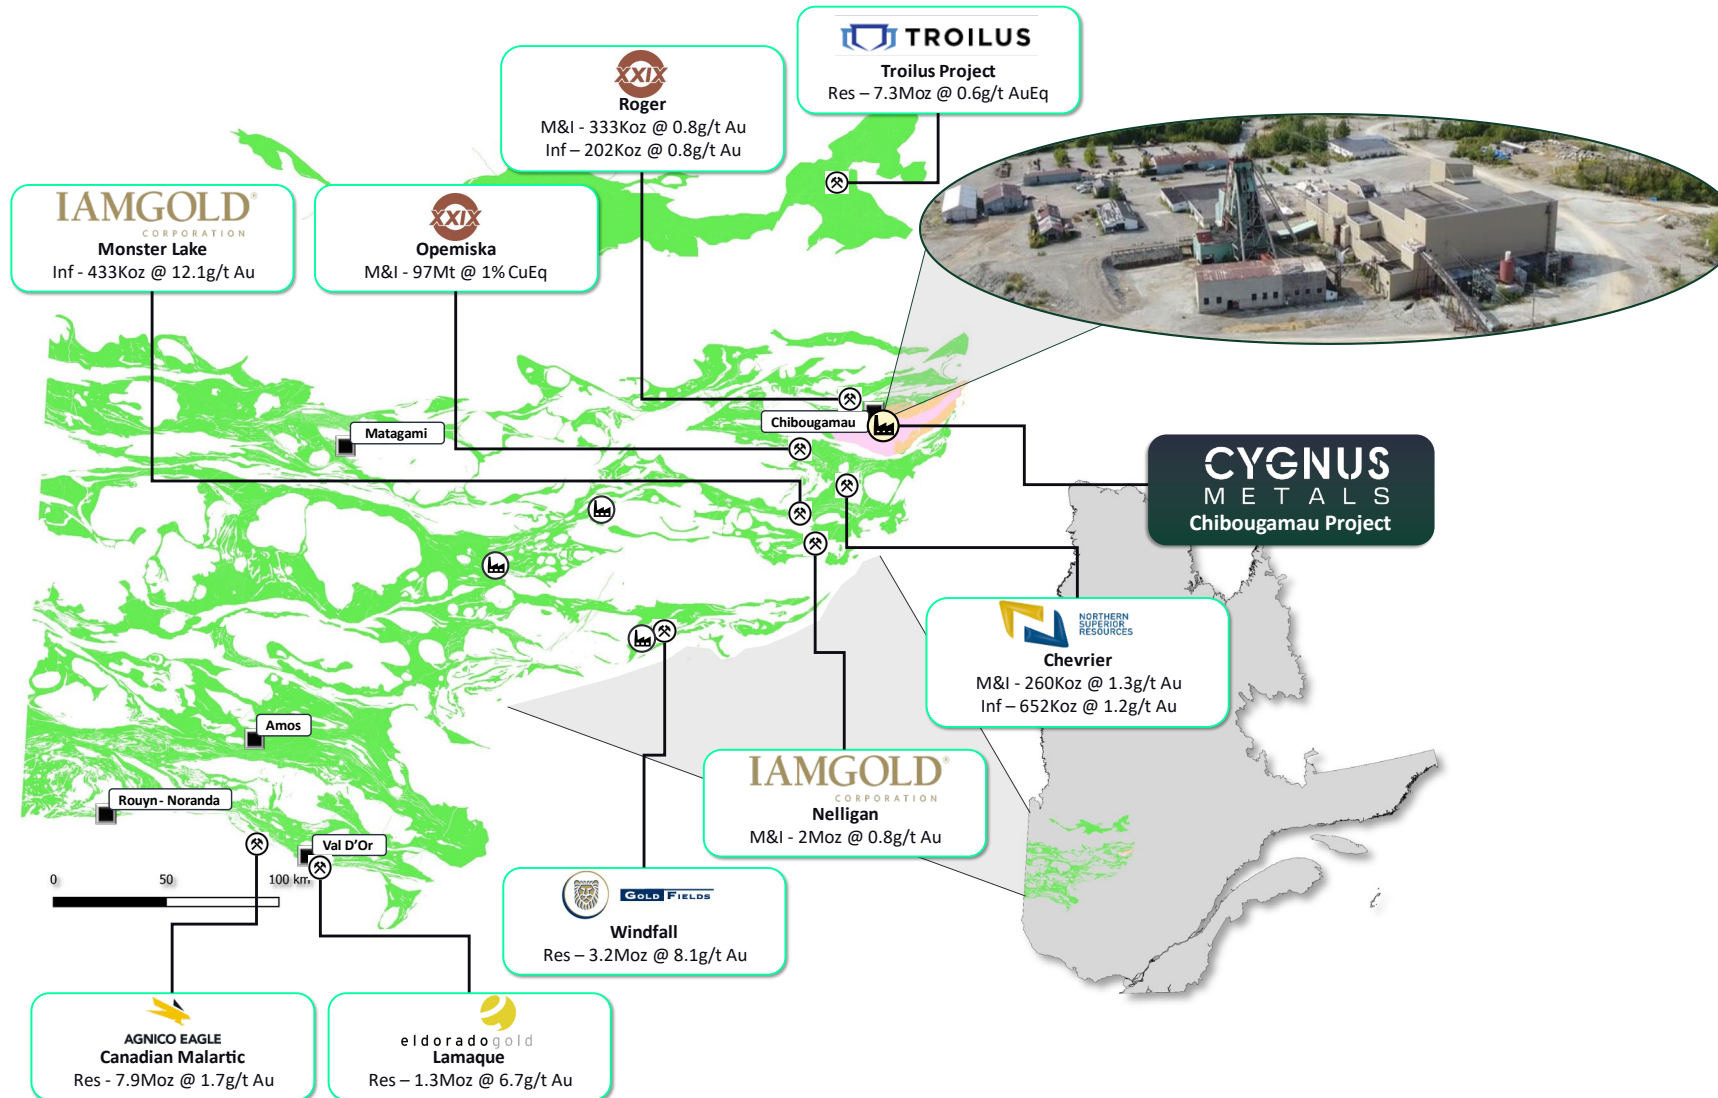 TROILUS
Troilus Project
Res – 7.3Moz @ 0.6g/t AuEq
XXIX
Roger
M&I - 333Koz @ 0.8g/t Au
Inf – 202Koz @ 0.8g/t Au
IAMGOLD®
CORPORATION
Monster Lake
Inf - 433Koz @ 12.1g/t Au
XXIX
Opemiska
M&I - 97Mt @ 1% CuEq
Chibougamau
Matagami
CYGNUS
METALS
Chibougamau Project
NORTHERN
SUPERIOR
RESOURCES
Chevrier
M&I - 260Koz @ 1.3g/t Au
Inf – 652Koz @ 1.2g/t Au
Amos
IAMGOLD®
CORPORATION
Nelligan
M&I - 2Moz @ 0.8g/t Au
Rouyn- Noranda
Val D'Or
0 50 100 km
GOLD FIELDS
Windfall
Res – 3.2Moz @ 8.1g/t Au
AGNICO EAGLE
Canadian Malartic
Res - 7.9Moz @ 1.7g/t Au
eldoradogold
Lamaque
Res – 1.3Moz @ 6.7g/t Au